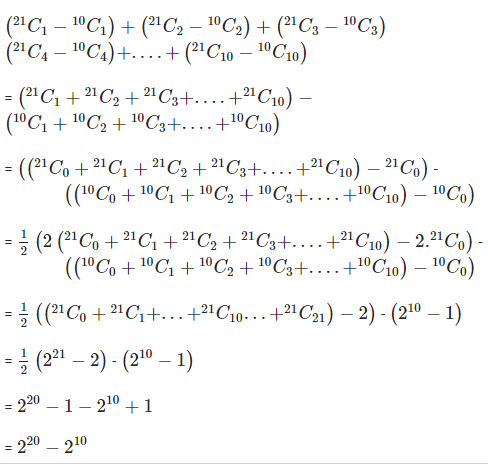 (²¹C₁ − ¹⁰C₁) + (²¹C₂ − ¹⁰C₂) + (²¹C₃ − ¹⁰C₃)
(²¹C₄ − ¹⁰C₄)+.…+ (²¹C₁₀ − ¹⁰C₁₀)
= (²¹C₁ + ²¹C₂ + ²¹C₃+.…+²¹C₁₀) −
(¹⁰C₁ + ¹⁰C₂ + ¹⁰C₃+.…+¹⁰C₁₀)
= ((²¹C₀ + ²¹C₁ + ²¹C₂ + ²¹C₃+.…+²¹C₁₀) − ²¹C₀) -
((¹⁰C₀ + ¹⁰C₁ + ¹⁰C₂ + ¹⁰C₃+.…+¹⁰C₁₀) − ¹⁰C₀)
= ½ (2 (²¹C₀ + ²¹C₁ + ²¹C₂ + ²¹C₃+.…+²¹C₁₀) − 2.²¹C₀) -
((¹⁰C₀ + ¹⁰C₁ + ¹⁰C₂ + ¹⁰C₃+.…+¹⁰C₁₀) − ¹⁰C₀)
= ½ ((²¹C₀ + ²¹C₁+…+²¹C₁₀…+²¹C₂₁) − 2) - (2¹⁰ − 1)
= ½ (2²¹ − 2) - (2¹⁰ − 1)
= 2²⁰ − 1 − 2¹⁰ + 1
= 2²⁰ − 2¹⁰